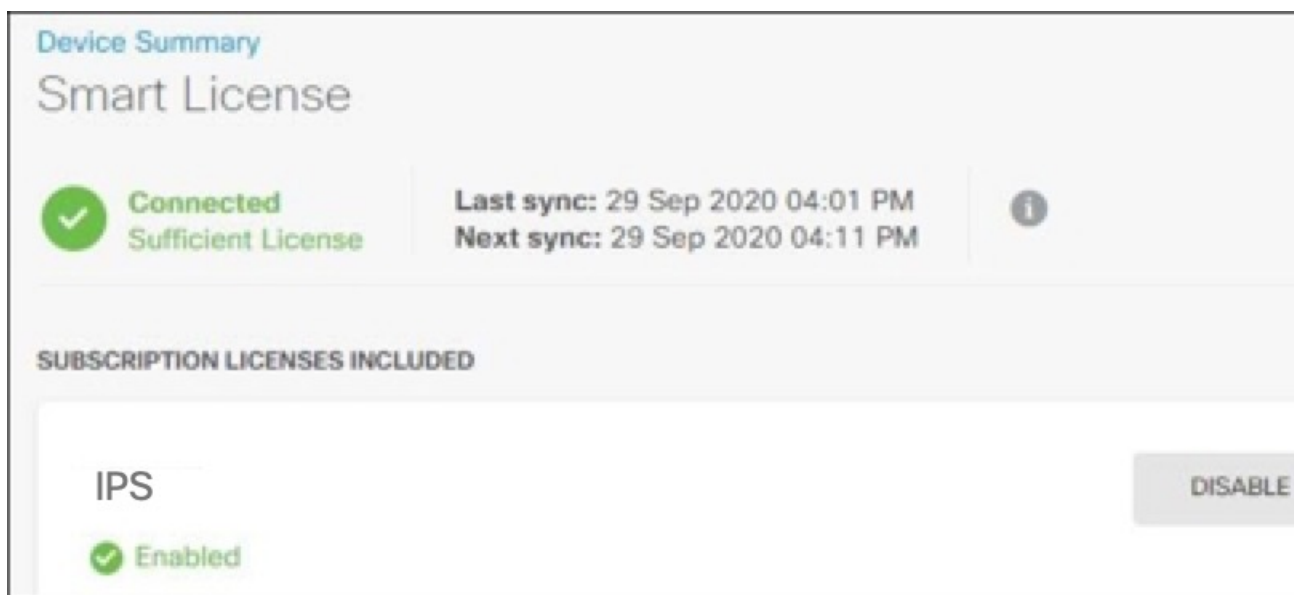 Device Summary
Smart License
Connected
Sufficient License
Last sync: 29 Sep 2020 04:01 PM
Next sync: 29 Sep 2020 04:11 PM
SUBSCRIPTION LICENSES INCLUDED
IPS
DISABLE
Enabled